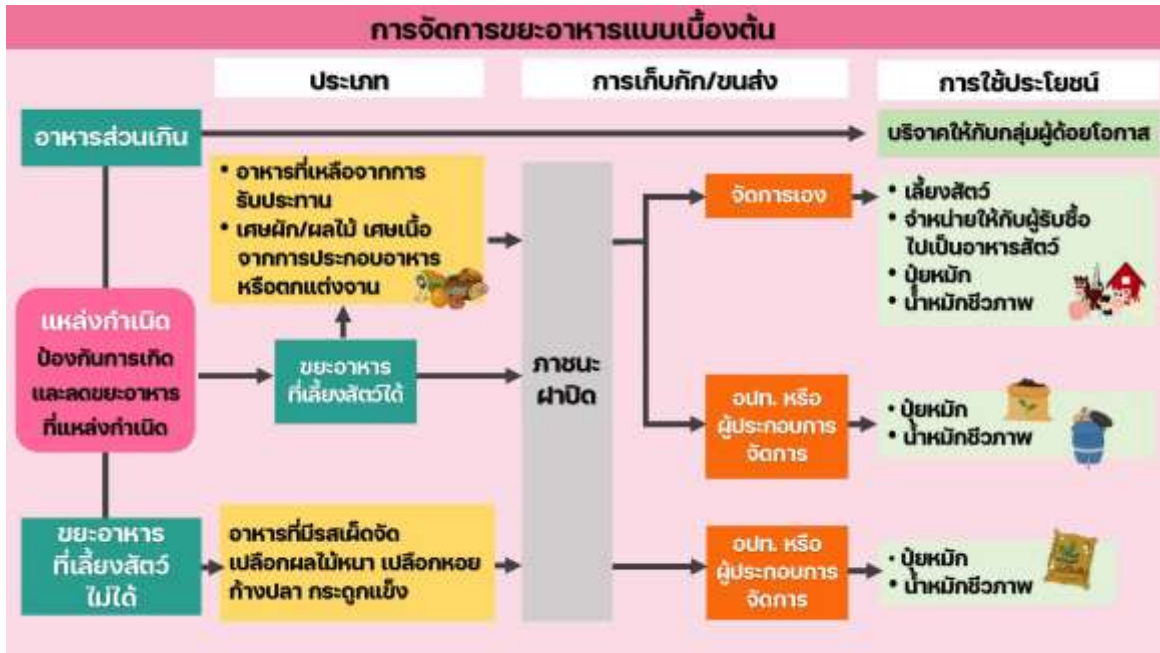 การจัดการขยะอาหารแบบเบื้องต้น
ประเภท
การเก็บกัก/ขนส่ง
การใช้ประโยชน์
อาหารส่วนเกิน
บริจาคให้กับกลุ่มผู้ด้อยโอกาส
• อาหารที่เหลือจากการ
รับประทาน
• เศษผัก/ผลไม้ เศษเนื้อ
จากการประกอบอาหาร
หรือตกแต่งงาน
จัดการเอง
• เลี้ยงสัตว์
• จำหน่ายให้กับผู้รับซื้อ
ไปเป็นอาหารสัตว์
• ปุ๋ยหมัก
• น้ำหมักชีวภาพ
แหล่งกำเนิด
ป้องกันการเกิด
และลดขยะอาหาร
ที่แหล่งกำเนิด
ขยะอาหาร
ที่เลี้ยงสัตว์ได้
ภาชนะ
ฝาปิด
อปท. หรือ
ผู้ประกอบการ
จัดการ
• ปุ๋ยหมัก
• น้ำหมักชีวภาพ
ขยะอาหาร
ที่เลี้ยงสัตว์
ไม่ได้
อาหารที่มีรสเผ็ดจัด
เปลือกผลไม้หนา เปลือกหอย
ก้างปลา กระดูกแข็ง
อปท. หรือ
ผู้ประกอบการ
จัดการ
• ปุ๋ยหมัก
• น้ำหมักชีวภาพ